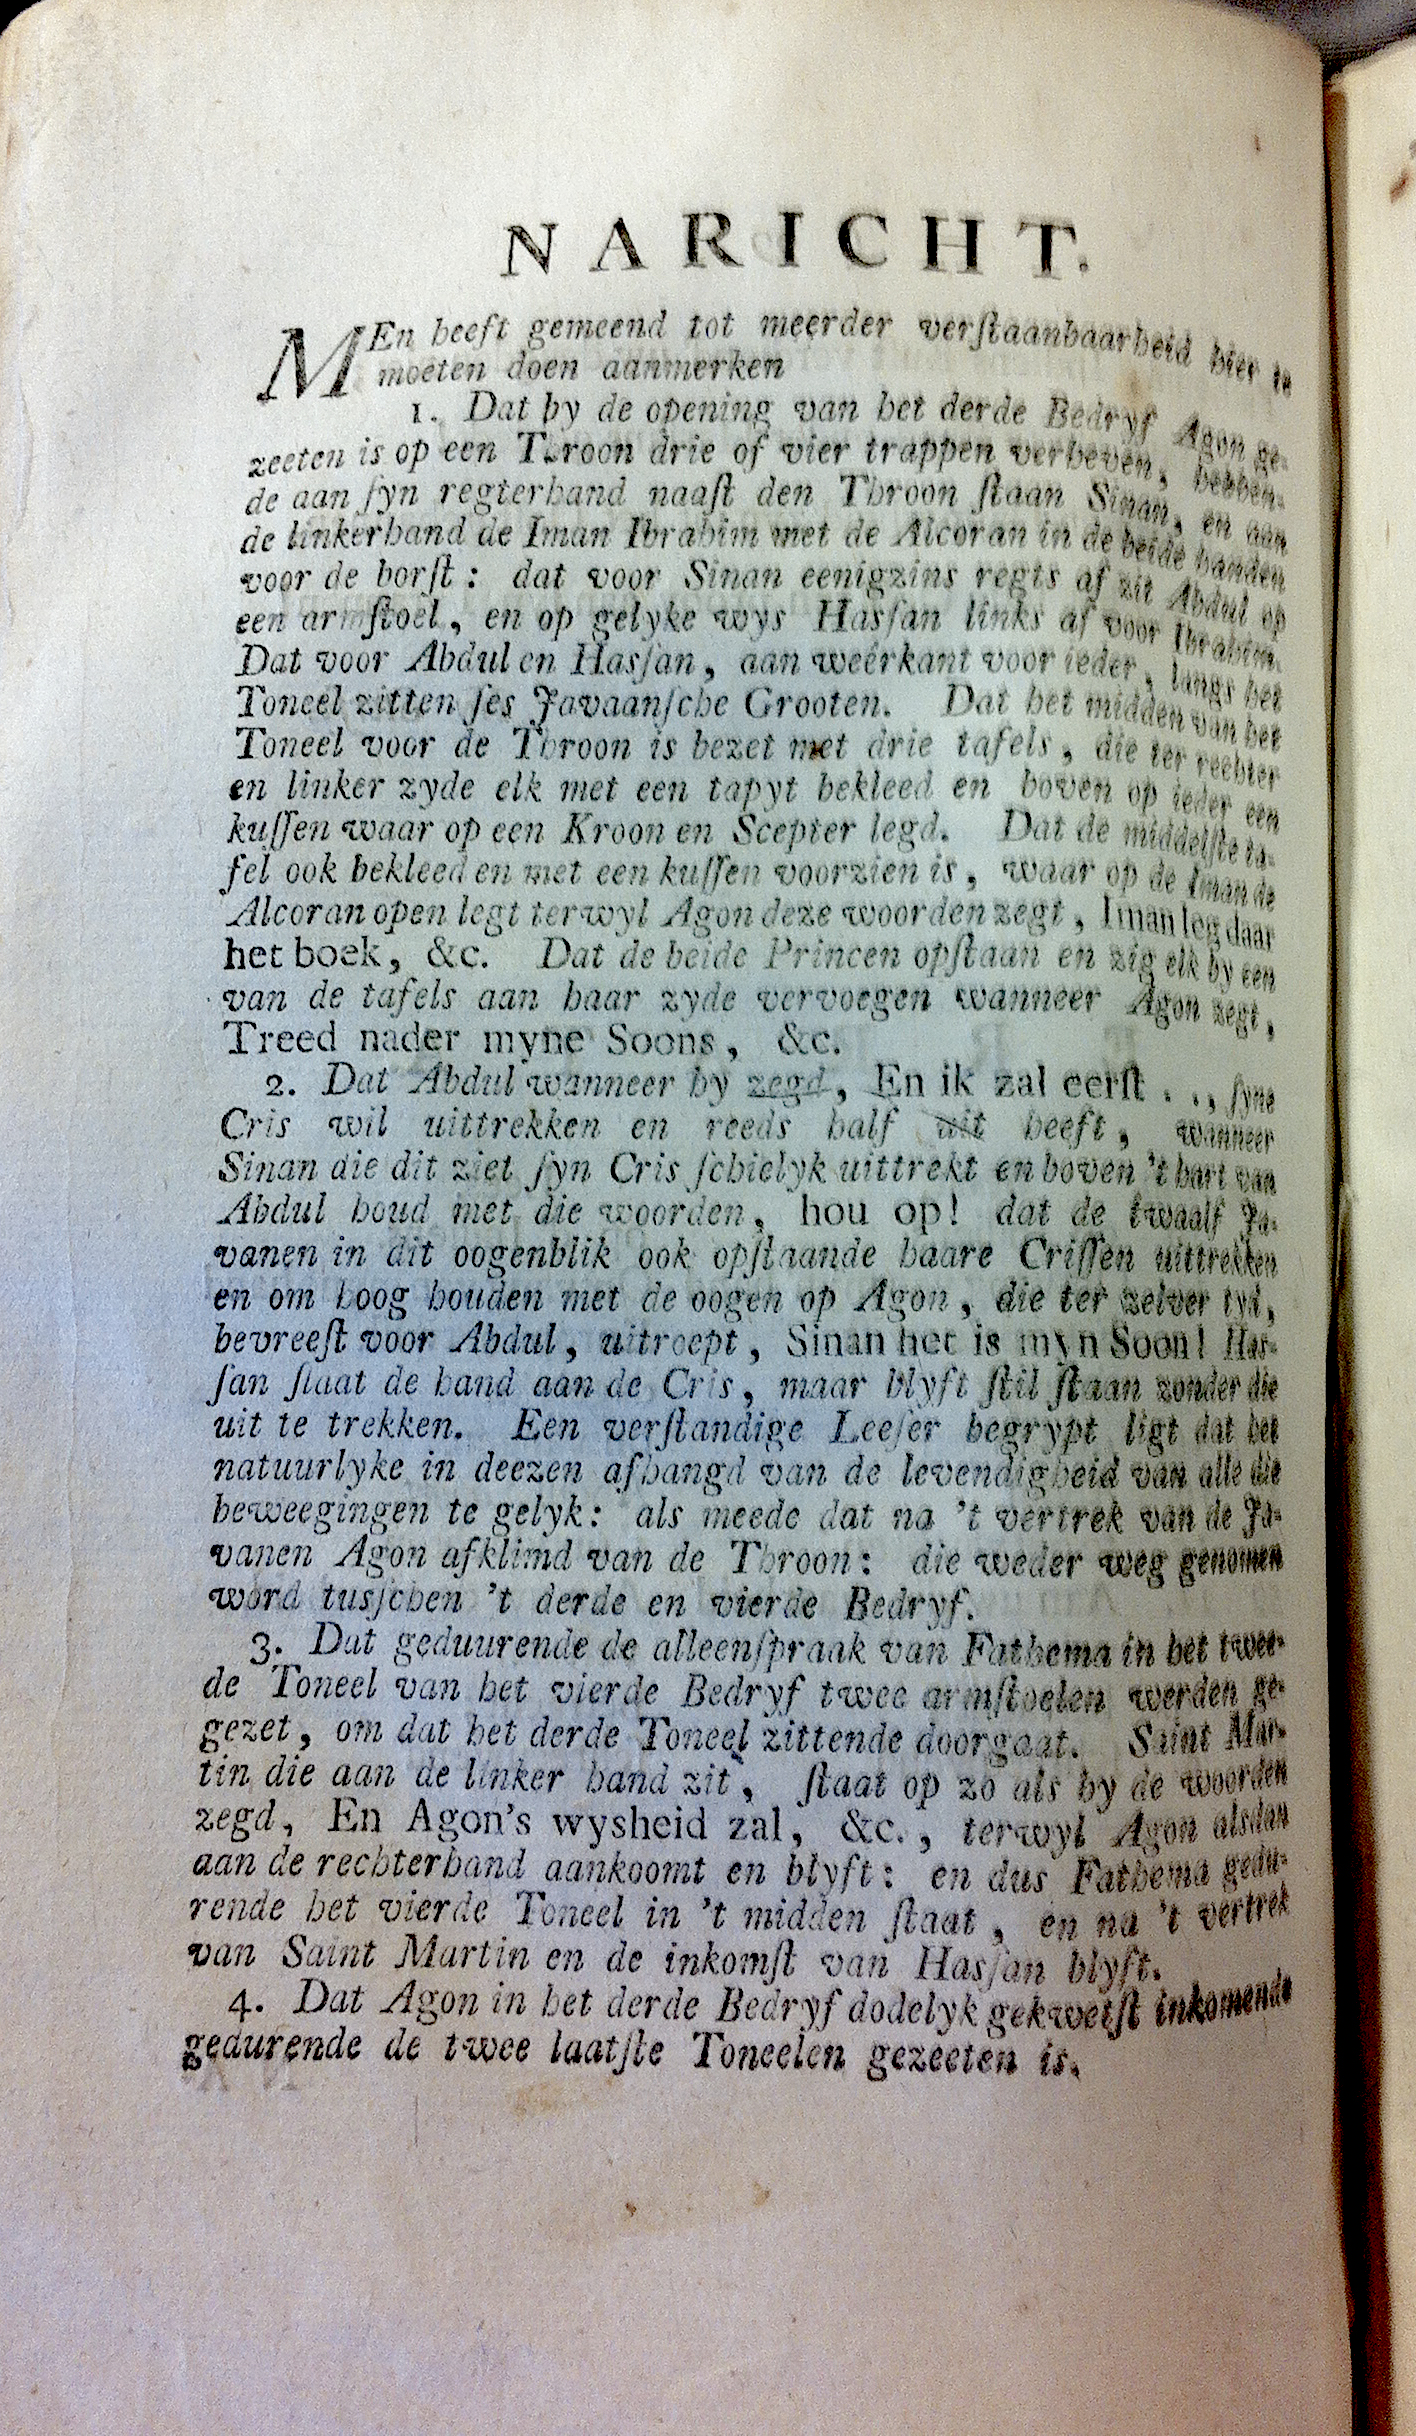 NARICHT.
MEn heeft gemeend tot meerder verſtaanbaarheid hier te
moeten doen aanmerken
1. Dat hy de opening van het derde Bedryf Agon ge-
zeeten is op een Throon drie of vier trappen verheven, hebben-
de aan ſyn regterhand naaſt den Throon ſtaan Sinan, en aan
de linkerhand de Iman Ibrahim met de Alcoran in de beide handen
voor de borſt: dat voor Sinan eenigzins regts af zit Abdul op
een armſtoel, en op gelyke wys Hasſan links af voor Ibrahim.
Dat voor Abdul en Hasſan, aan weérkant voor ieder, langs het
Toneel zitten ſes Javaanſche Grooten. Dat het midden van het
Toneel voor de Throon is bezet met drie tafels, die ter rechter
en linker zyde elk met een tapyt bekleed en boven op ieder een
kuſſen waar op een Kroon en Scepter legd. Dat de middelſte ta-
fel ook bekleed en met een kuſſen voorzien is, waar op de Iman de
Alcoran open legt terwyl Agon deze woorden zegt, Iman leg daar
het boek, &c. Dat de beide Princen opſtaan en zig elk by een
van de tafels aan haar zyde vervoegen wanneer Agon zegt,
Treed nader myne Soons, &c.
2. Dat Abdul wanneer hy zegd, En ik zal eerſt . ., ſyne
Cris wil uittrekken en reeds half uit heeft, wanneer
Sinan die dit ziet ſyn Cris ſchielyk uittrekt en boven 't hart van
Abdul houd met die woorden, hou op! dat de twaalf Ja-
vanen in dit oogenblik ook opſtaande haare Criſſen uittrekken
en om hoog houden met de oogen op Agon, die ter zelver tyd,
bevreeſt voor Abdul, uitroept, Sinan het is myn Soon! Has-
ſan ſlaat de hand aan de Cris, maar blyft ſtil ſtaan zonder die
uit te trekken. Een verſtandige Leeſer begrypt ligt dat het
natuurlyke in deezen afhangd van de levendigheid van alle die
beweegingen te gelyk: als meede dat na 't vertrek van de Ja-
vanen Agon afklimd van de Throon: die weder weg genomen
word tusſchen 't derde en vierde Bedryf.
3. Dat geduurende de alleenſpraak van Fathema in het twee-
de Toneel van het vierde Bedryf twee armſtoelen werden ge-
gezet, om dat het derde Toneel zittende doorgaat. Saint Mar-
tin die aan de linker hand zit, ſtaat op zo als hy de woorden
zegd, En Agon's wysheid zal, &c., terwyl Agon alsdan
aan de rechterhand aankoomt en blyft: en dus Fathema gedu-
rende het vierde Toneel in 't midden ſtaat, en na 't vertrek
van Saint Martin en de inkomſt van Hasſan blyft.
4. Dat Agon in het derde Bedryf dodelyk gekwetſt inkomende
gedurende de twee laatſte Toneelen gezeeten is.